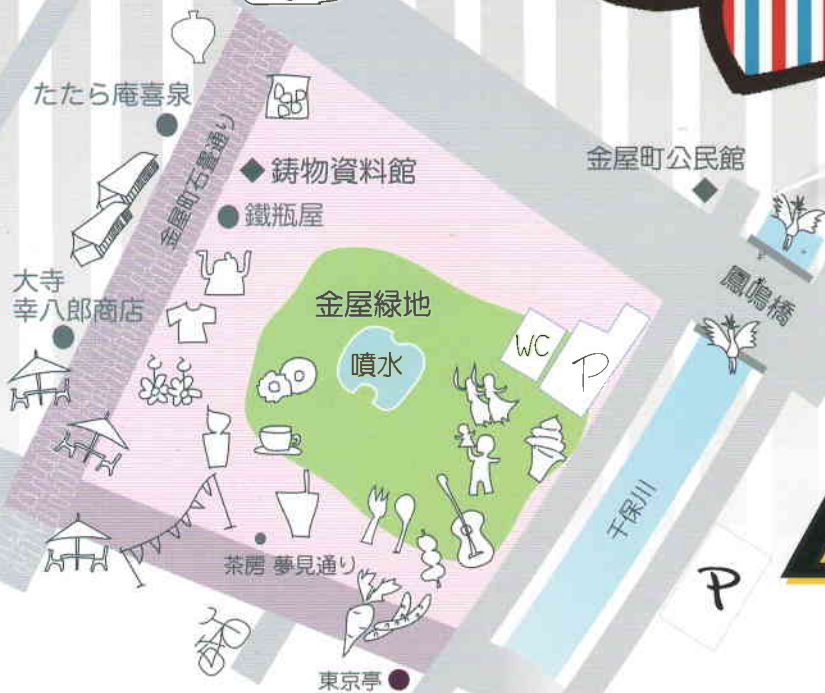 たたら庵喜泉
金屋町石畳通り
鋳物資料館
金屋町公民館
鐵瓶屋
大寺
幸八郎商店
金屋緑地
鳳鳴橋
噴水
WC
P
千保川
茶房 夢見通り
P
東京亭